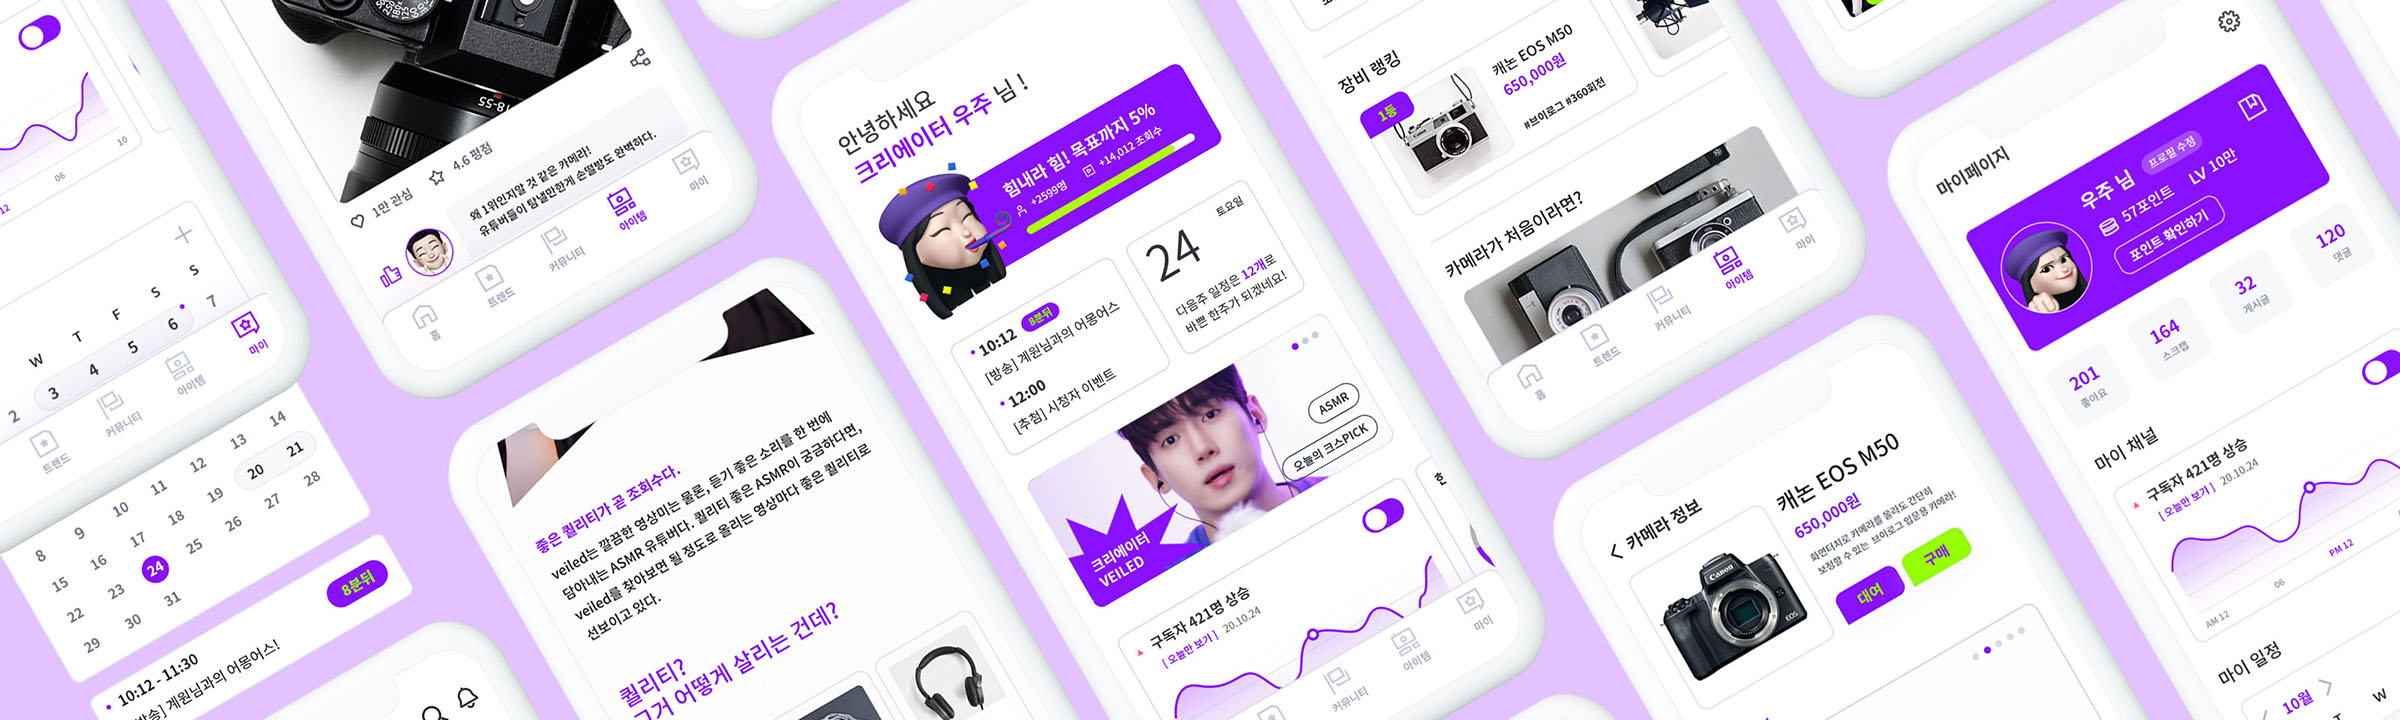 12
06
10
W
T
F
S
S
2
3
4
5
6
7
트렌드
커뮤니티
아이템
마이
14
8
9
10
11
12
13
15
16
17
18
19
20
21
22
23
24
25
26
27
28
29
30
31
8분뒤
10:12 - 11:30
[방송] 계원님과의 어몽어스!
18-55
1만 관심
4.6 평점
왜 1위인지알 것 같은 카메라!
유튜버들이 탐낼만한게 손떨방도 완벽하다.
홈
트렌드
커뮤니티
아이템
마이
좋은 퀄리티가 곧 조회수다.
veiled는 깔끔한 영상미는 물론, 듣기 좋은 소리를 한 번에
담아내는 ASMR 유튜버다. 퀄리티 좋은 ASMR이 궁금하다면,
veiled를 찾아보면 될 정도로 올리는 영상마다 좋은 퀄리티로
선보이고 있다.
퀄리티?
그거 어떻게 살리는 건데?
안녕하세요
크리에이터 우주 님 !
힘내라 힘! 목표까지 5%
+2599명
+14,012 조회수
10:12 8분뒤
[방송] 계원님과의 어몽어스
12:00
[추첨] 시청자 이벤트
토요일
24
다음주 일정은 12개로
바쁜 한주가 되겠네요!
ASMR
오늘의 크스PICK
크리에이터
VEILED
구독자 421명 상승
[ 오늘만 보기 ] 20.10.24
커뮤니티
아이템
마이
장비 랭킹
1등
Canon
캐논 EOS M50
650,000원
#브이로그 #360회전
카메라가 처음이라면?
홈
트렌드
커뮤니티
아이템
마이
카메라 정보
Canon
EOS
캐논 EOS M50
650,000원
화면터치로 카메라를 몰라도 간단히
보정할 수 있는 브이로그 입문용 카메라!
대여
구매
마이페이지
우주 님
프로필 수정
57포인트
LV 10만
포인트 확인하기
201
좋아요
164
스크랩
32
게시글
120
댓글
마이 채널
구독자 421명 상승
[ 오늘만 보기 ] 20.10.24
AM 12
06
PM 12
마이 일정
10월
T
W